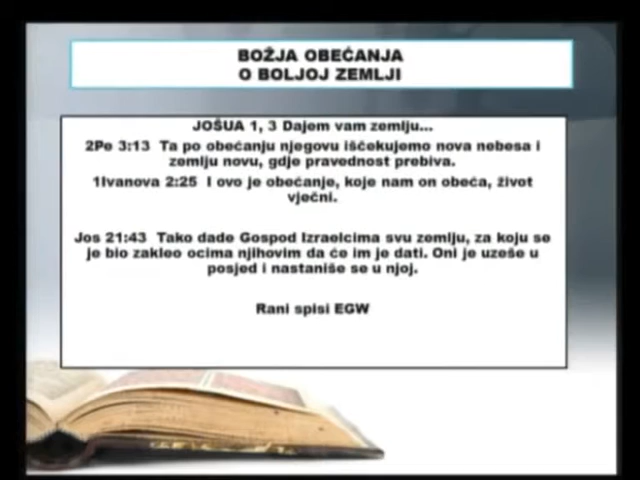 BOŽJA OBEĆANJA
O BOLJOJ ZEMLJI
JOŠUA 1, 3 Dajem vam zemlju...
2Pe 3:13 Ta po obećanju njegovu iščekujemo nova nebesa i
zemlju novu, gdje pravednost prebiva.
1Ivanova 2:25 I ovo je obećanje, koje nam on obeća, život
vječni.
Jos 21:43 Tako dade Gospod Izraelcima svu zemlju, za koju se
je bio zakleo ocima njihovim da će im je dati. Oni je uzeše u
posjed i nastaniše se u njoj.
Rani spisi EGW